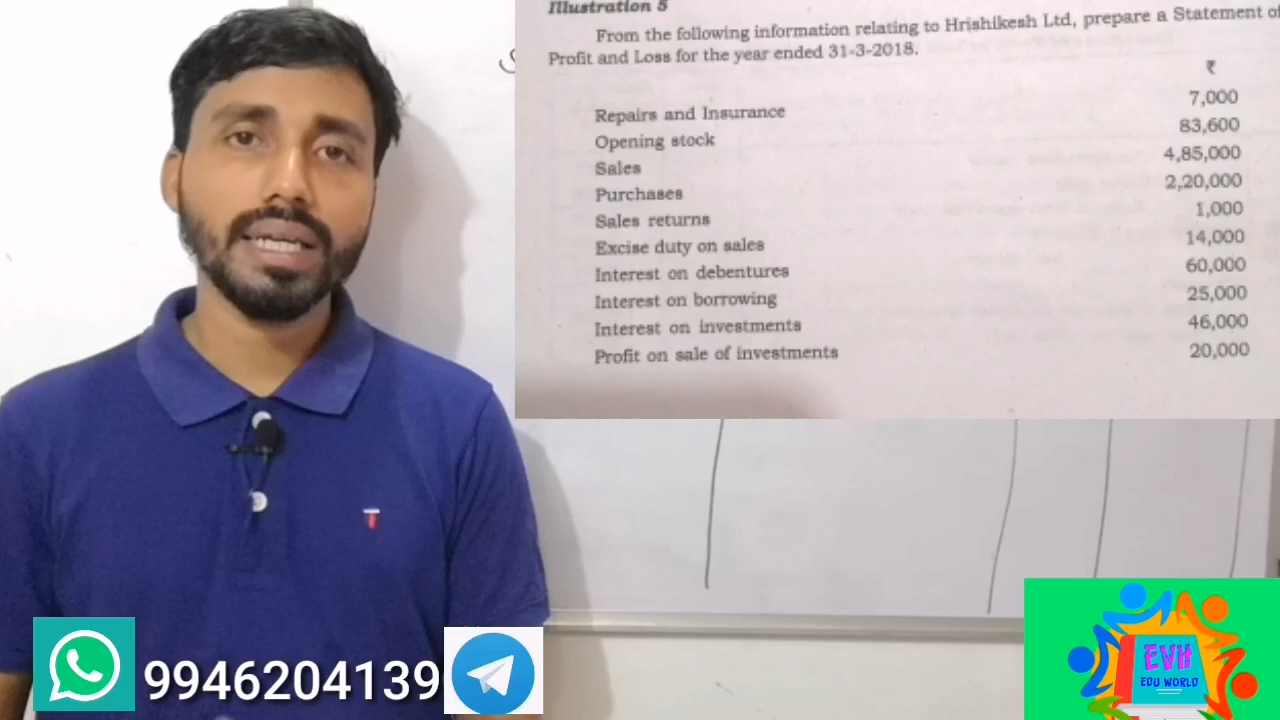 Illustration 5
From the following information relating to Hrishikesh Ltd, prepare a Statement of
Profit and Loss for the year ended 31-3-2018.
₹
Repairs and Insurance 7,000
Opening stock 83,600
Sales 4,85,000
Purchases 2,20,000
Sales returns 1,000
Excise duty on sales 14,000
Interest on debentures 60,000
Interest on borrowing 25,000
Interest on investments 46,000
Profit on sale of investments 20,000
9946204139
EVH
EDU WORLD